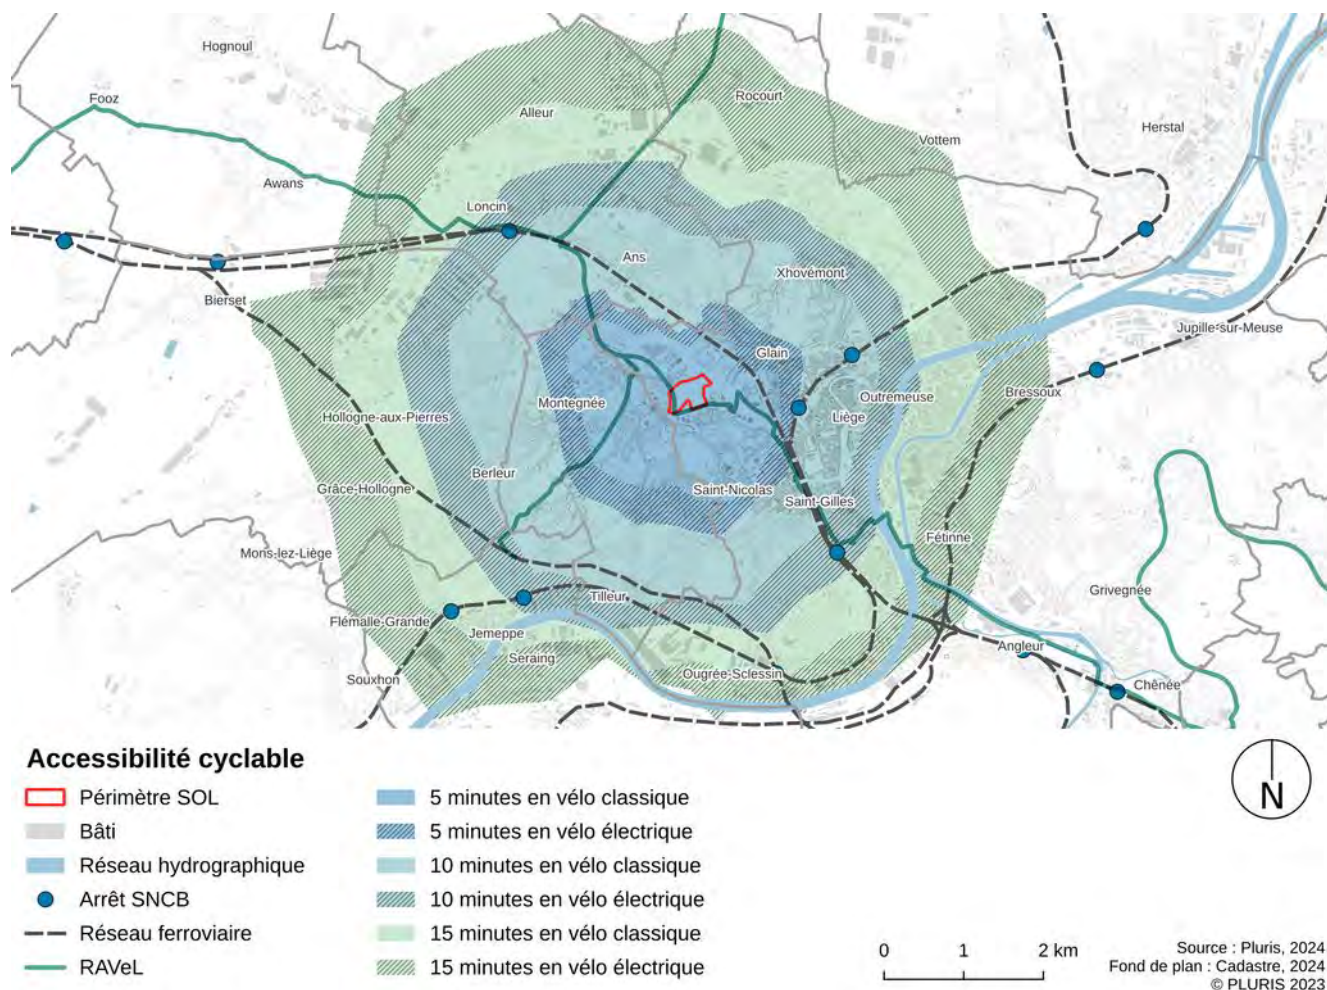 Hognoul
Fooz
Rocourt
Alleur
Herstal
Vottem
Awans
Loncin
Ans
Xhovémont
Bierset
Jupille-sur-Meuse
Glain
Bressoux
Outremeuse
Montegnée
Liège
Hollogne-aux-Pierres
Berleur
Grâce-Hollogne
Saint-Nicolas
Saint-Gilles
Fétinne
Mons-lez-Liège
Grivegnée
Tilleur
Flémalle-Grande
Jemeppe
Angleur
Seraing
Souxhon
Ougrée-Sclessin
Chênée
Accessibilité cyclable
Périmètre SOL
Bâti
Réseau hydrographique
Arrêt SNCB
Réseau ferroviaire
RAVeL
5 minutes en vélo classique
5 minutes en vélo électrique
10 minutes en vélo classique
10 minutes en vélo électrique
15 minutes en vélo classique
15 minutes en vélo électrique
N
0 1 2 km
Source : Pluris, 2024
Fond de plan : Cadastre, 2024
© PLURIS 2023